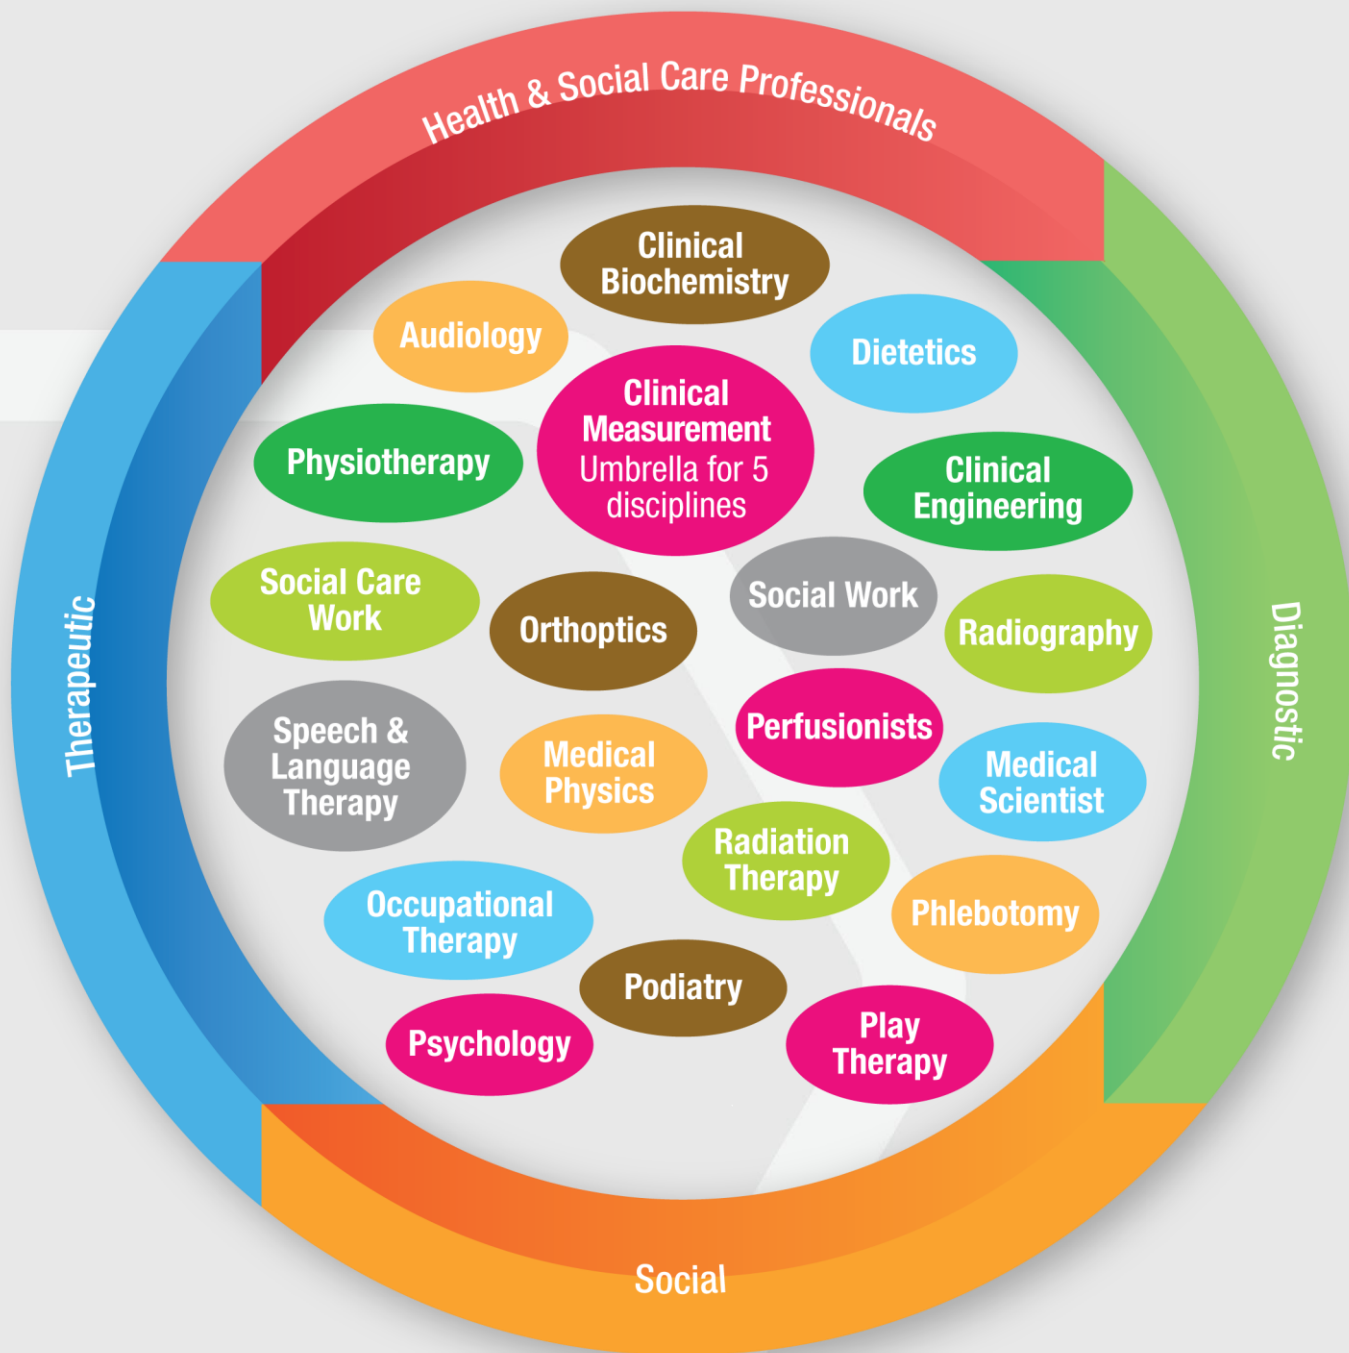 Health & Social Care Professionals
Clinical
Biochemistry
Audiology
Dietetics
Clinical
Measurement
Umbrella for 5
disciplines
Physiotherapy
Clinical
Engineering
Social Care
Work
Orthoptics
Social Work
Radiography
Therapeutic
Diagnostic
Speech &
Language
Therapy
Medical
Physics
Perfusionists
Medical
Scientist
Radiation
Therapy
Occupational
Therapy
Phlebotomy
Podiatry
Psychology
Play
Therapy
Social